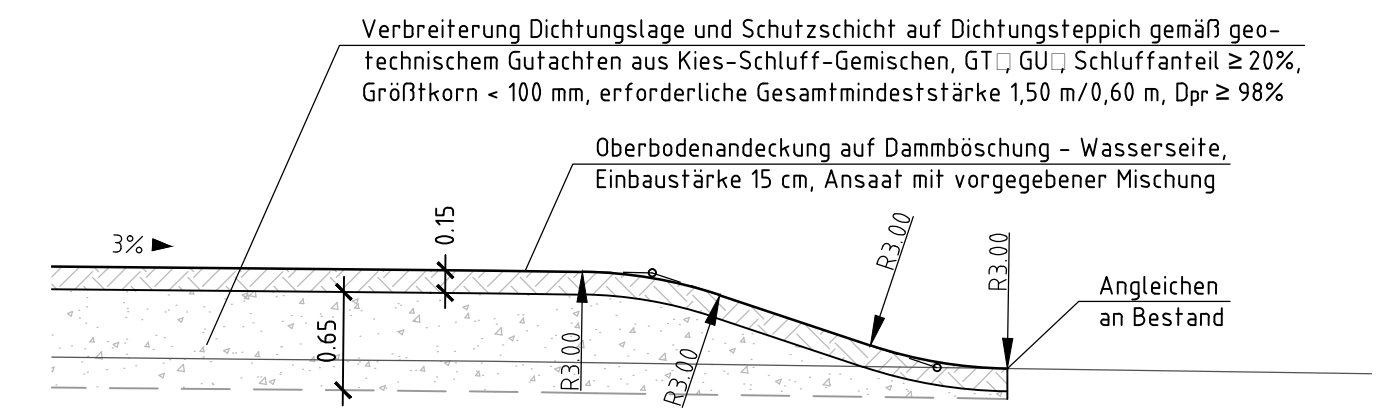 Verbreiterung Dichtungslage und Schutzschicht auf Dichtungsteppich gemäß geo-
technischem Gutachten aus Kies-Schluff-Gemischen, GT□, GU□, Schluffanteil ≥ 20%,
Größtkorn < 100 mm, erforderliche Gesamtmindeststärke 1,50 m/0,60 m, Dpr ≥ 98%
Oberbodenandeckung auf Dammböschung - Wasserseite,
Einbaustärke 15 cm, Ansaat mit vorgegebener Mischung
3%
0.15
0.65
R3.00
R3.00
R3.00
R3.00
Angleichen
an Bestand